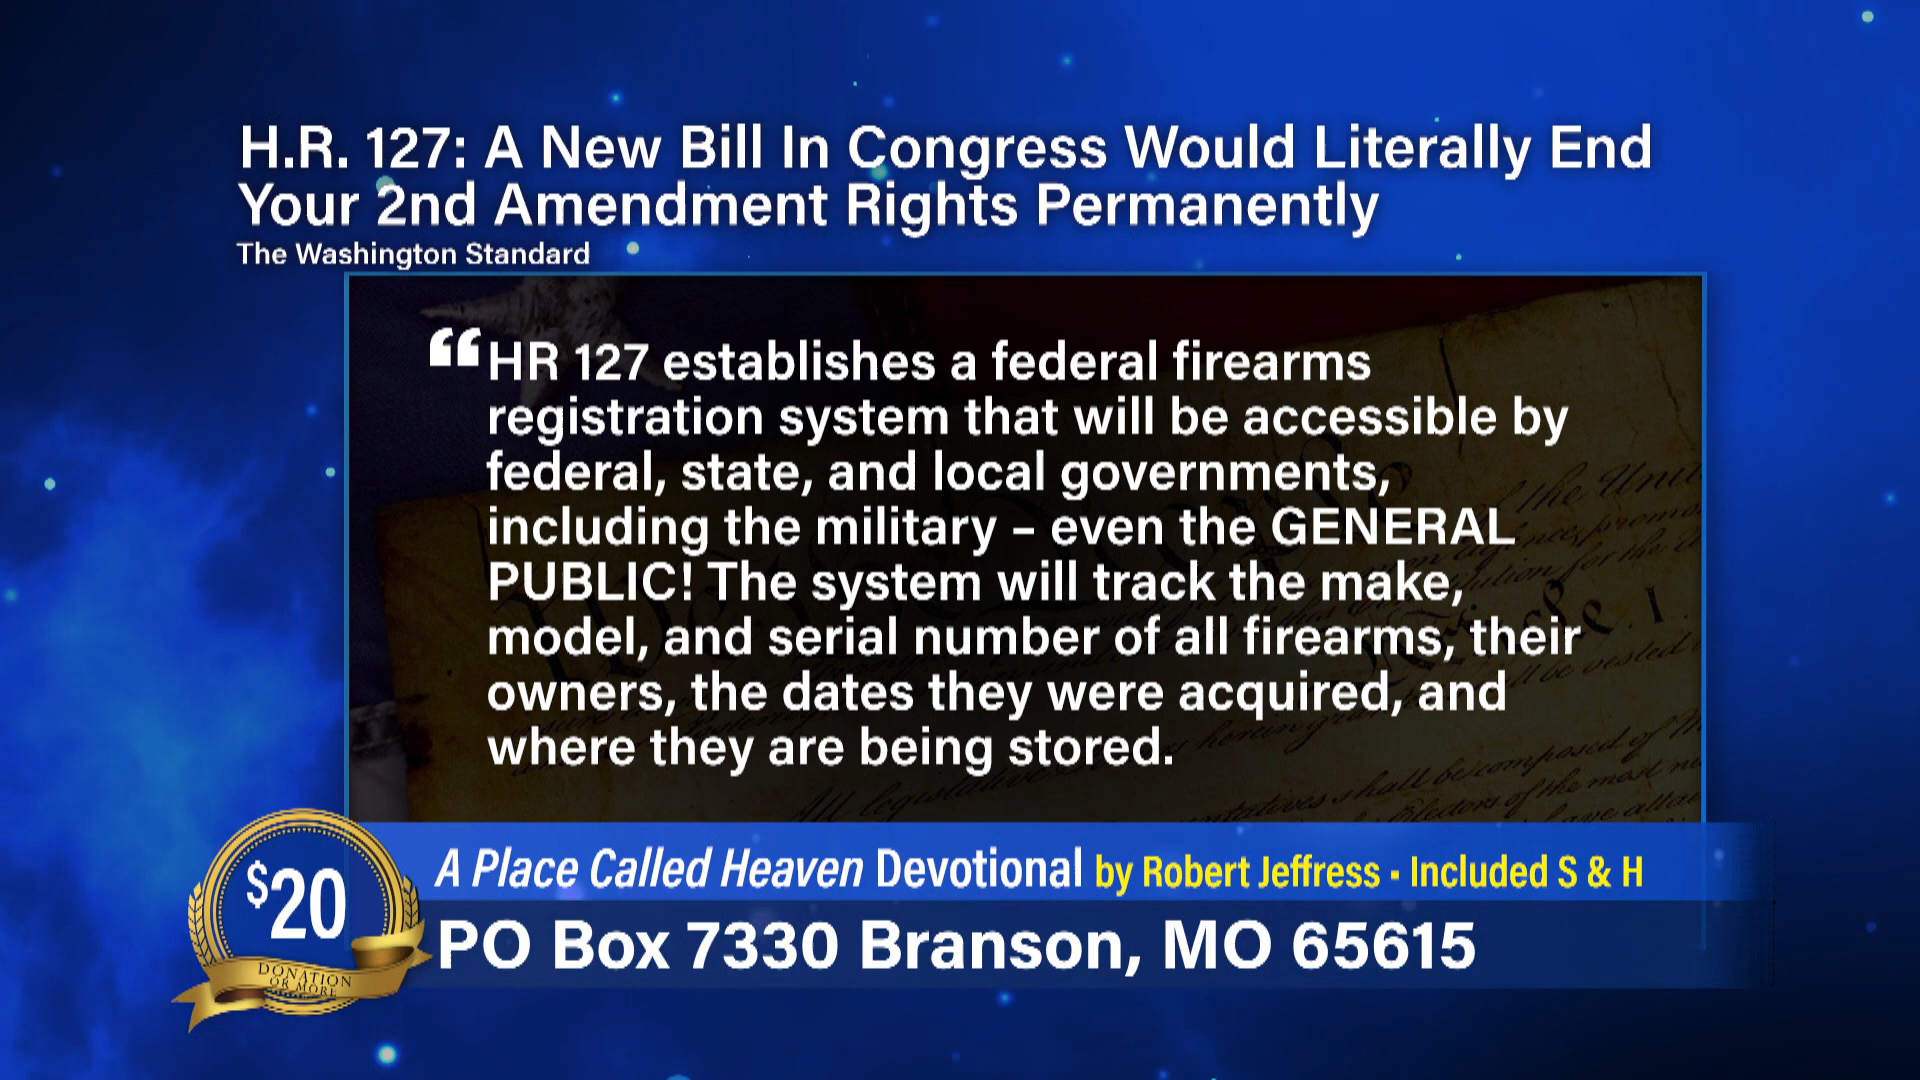 H.R. 127: A New Bill In Congress Would Literally End
Your 2nd Amendment Rights Permanently
The Washington Standard
“HR 127 establishes a federal firearms
registration system that will be accessible by
federal, state, and local governments,
including the military – even the GENERAL
PUBLIC! The system will track the make,
model, and serial number of all firearms, their
owners, the dates they were acquired, and
where they are being stored.
$20
DONATION
OR MORE
A Place Called Heaven Devotional by Robert Jeffress - Included S & H
PO Box 7330 Branson, MO 65615